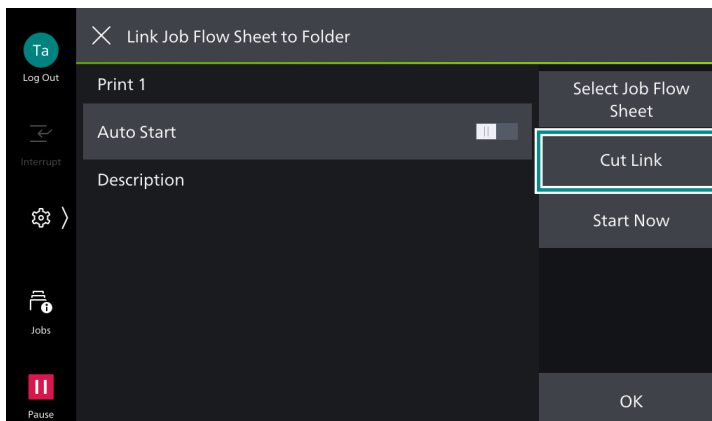 Ta
Log Out
Interrupt
Jobs
Pause
Link Job Flow Sheet to Folder
Print 1
Auto Start
Description
Select Job Flow
Sheet
Cut Link
Start Now
OK